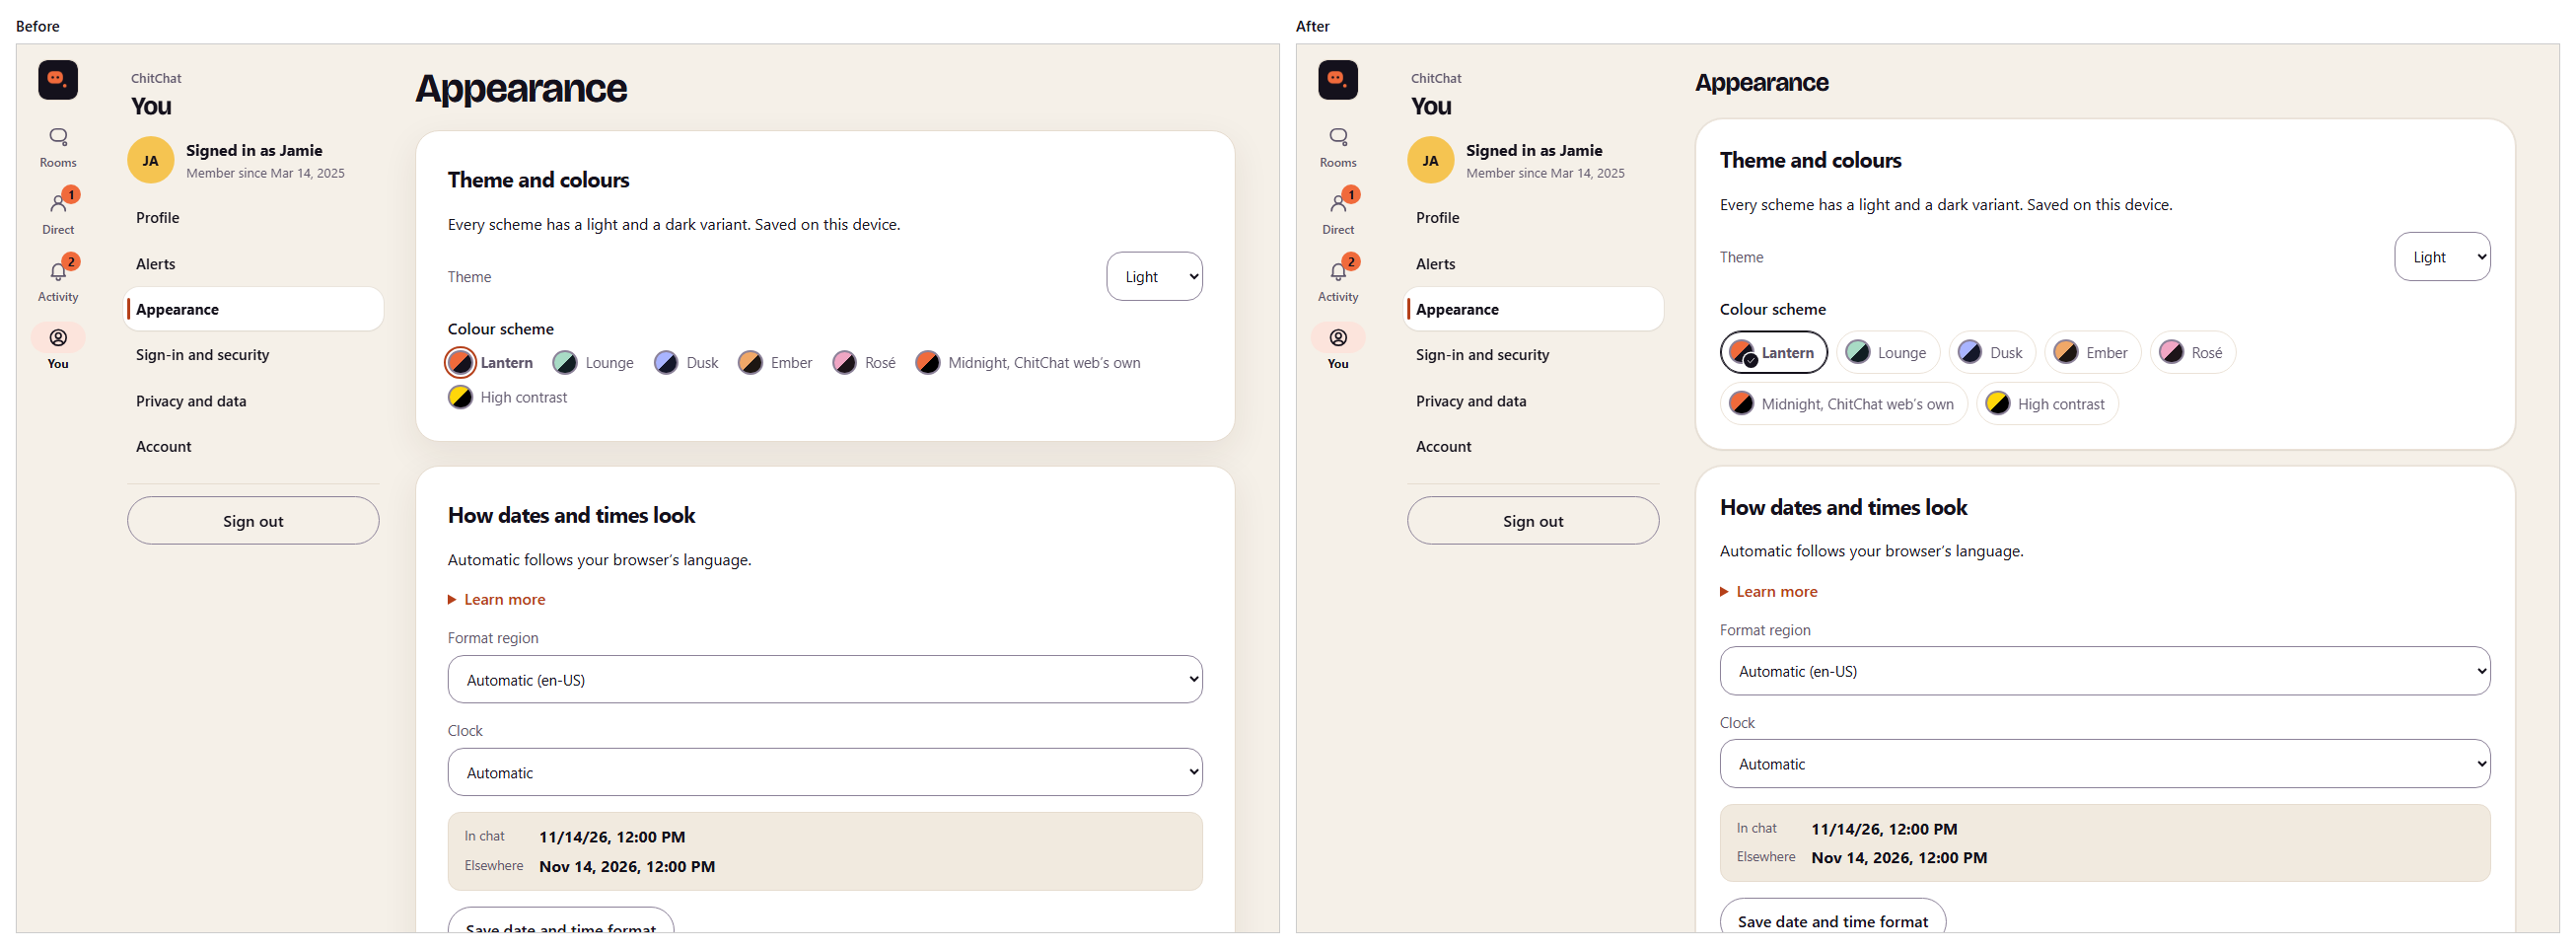 Before
ChitChat
You
JA
Signed in as Jamie
Member since Mar 14, 2025
Rooms
1
Direct
2
Activity
You
Profile
Alerts
Appearance
Sign-in and security
Privacy and data
Account
Sign out
Appearance
Theme and colours
Every scheme has a light and a dark variant. Saved on this device.
Theme
Light
Colour scheme
Lantern
Lounge
Dusk
Ember
Rosé
Midnight, ChitChat web's own
High contrast
How dates and times look
Automatic follows your browser's language.
Learn more
Format region
Automatic (en-US)
Clock
Automatic
In chat 11/14/26, 12:00 PM
Elsewhere Nov 14, 2026, 12:00 PM
Save date and time format
After
ChitChat
You
JA
Signed in as Jamie
Member since Mar 14, 2025
Rooms
1
Direct
2
Activity
You
Profile
Alerts
Appearance
Sign-in and security
Privacy and data
Account
Sign out
Appearance
Theme and colours
Every scheme has a light and a dark variant. Saved on this device.
Theme
Light
Colour scheme
Lantern
Lounge
Dusk
Ember
Rosé
Midnight, ChitChat web's own
High contrast
How dates and times look
Automatic follows your browser's language.
Learn more
Format region
Automatic (en-US)
Clock
Automatic
In chat 11/14/26, 12:00 PM
Elsewhere Nov 14, 2026, 12:00 PM
Save date and time format